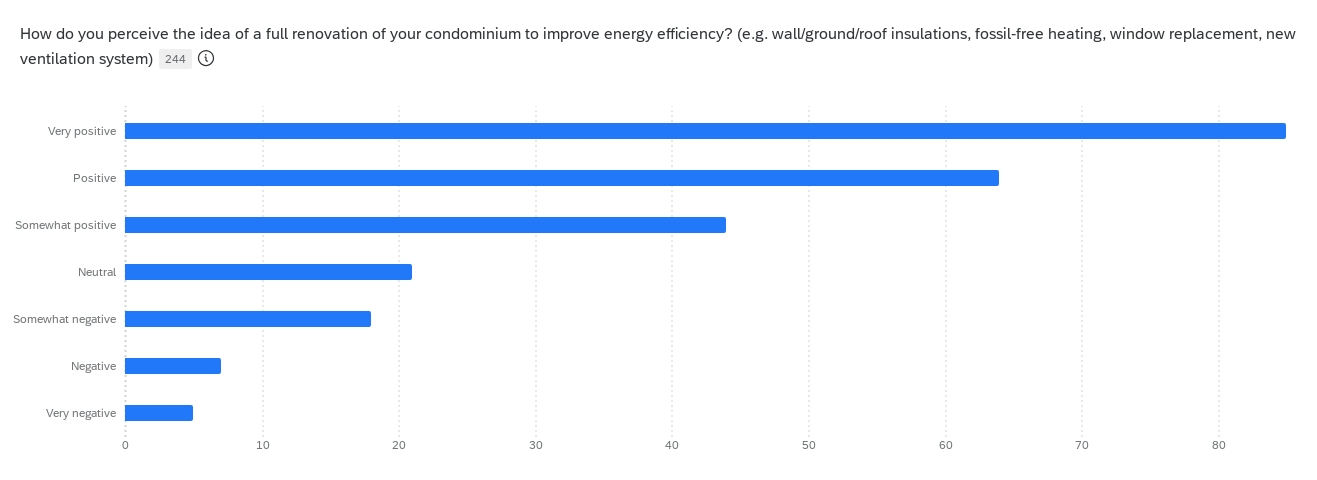 How do you perceive the idea of a full renovation of your condominium to improve energy efficiency? (e.g. wall/ground/roof insulations, fossil-free heating, window replacement, new
ventilation system) 244
Very positive
Positive
Somewhat positive
Neutral
Somewhat negative
Negative
Very negative
0 10 20 30 40 50 60 70 80